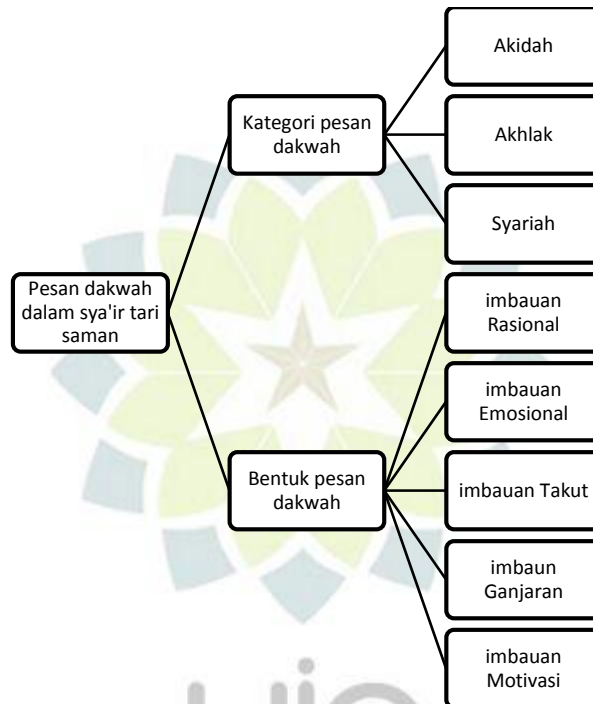 Pesan dakwah
dalam sya'ir tari
saman
Kategori pesan
dakwah
Akidah
Akhlak
Syariah
Bentuk pesan
dakwah
imbauan
Rasional
imbauan
Emosional
imbauan Takut
imbaun
Ganjaran
imbauan
Motivasi